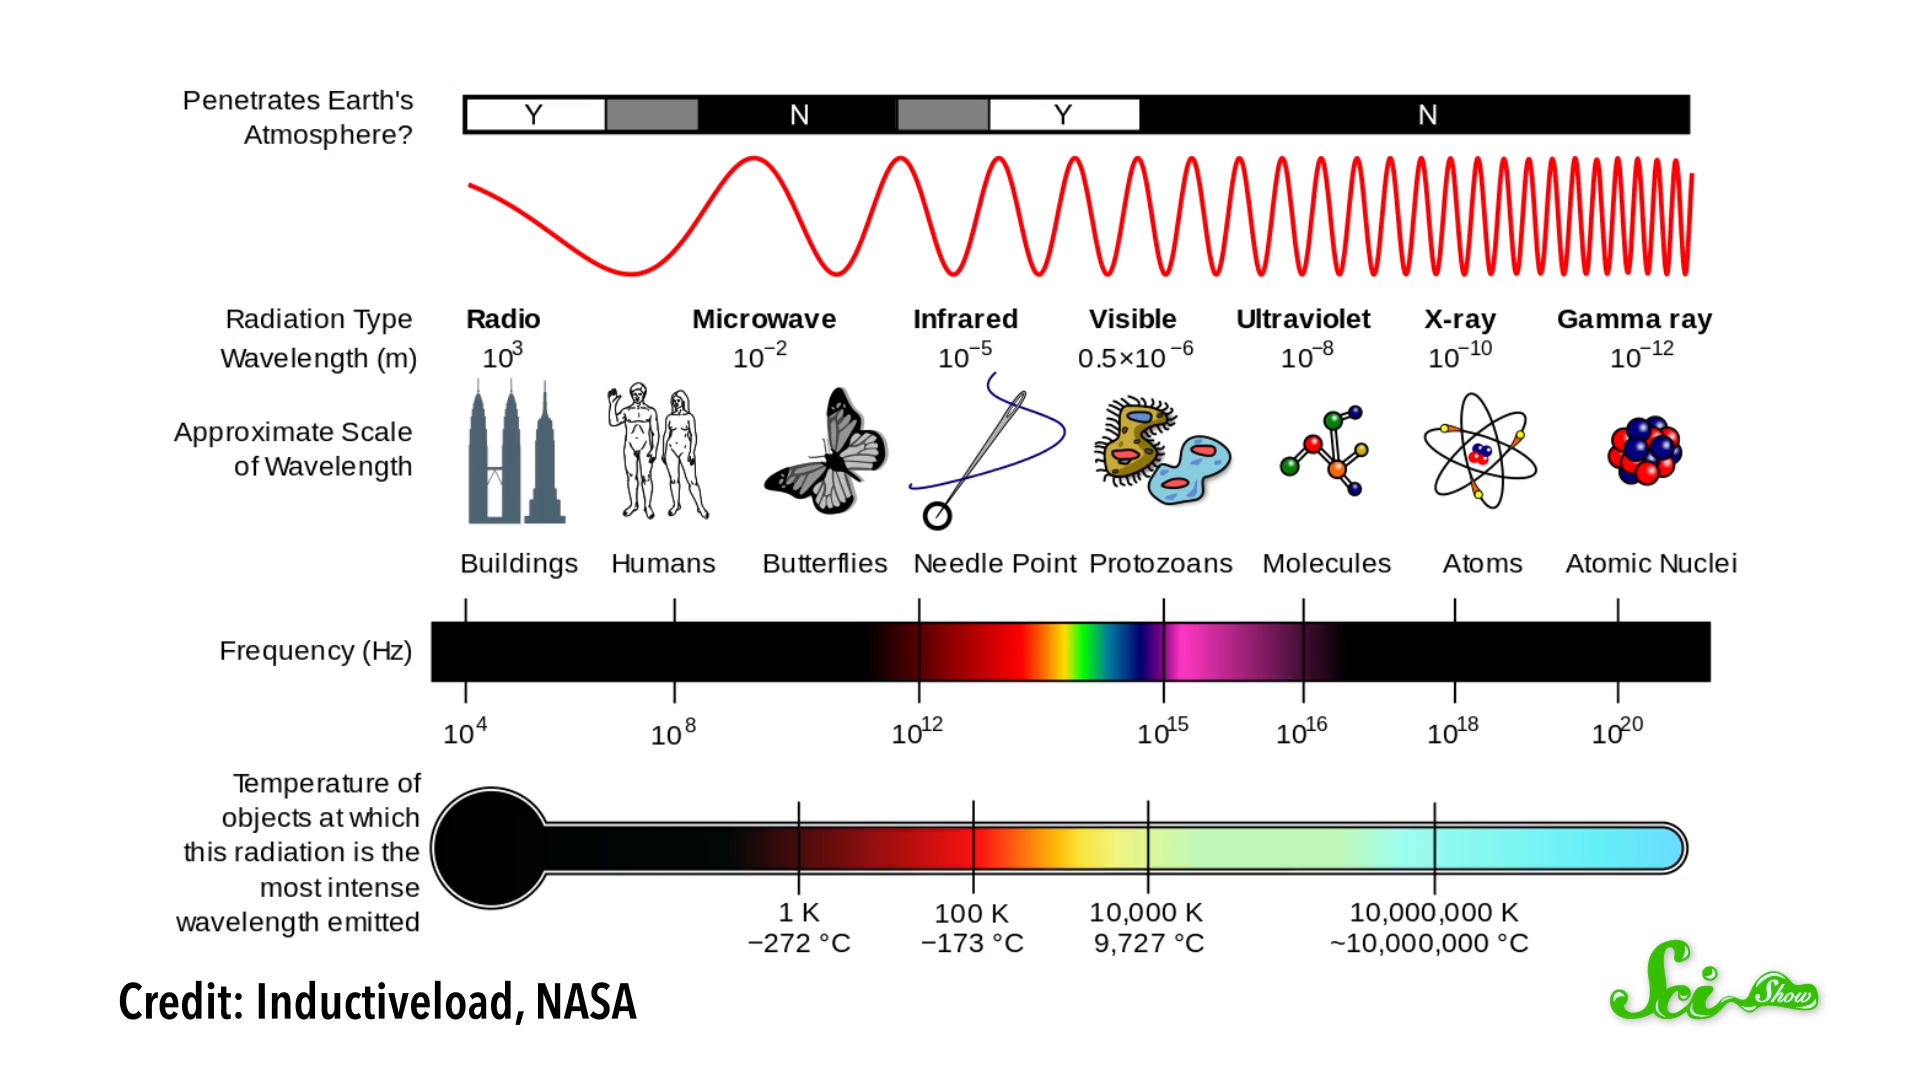 Penetrates Earth's
Atmosphere?
Y N Y N
Radiation Type
Radio Microwave Infrared Visible Ultraviolet X-ray Gamma ray
Wavelength (m)
10³ 10⁻² 10⁻⁵ 0.5×10⁻⁶ 10⁻⁸ 10⁻¹⁰ 10⁻¹²
Approximate Scale
of Wavelength
Buildings Humans Butterflies Needle Point Protozoans Molecules Atoms Atomic Nuclei
Frequency (Hz)
10⁴ 10⁸ 10¹² 10¹⁵ 10¹⁶ 10¹⁸ 10²⁰
Temperature of
objects at which
this radiation is the
most intense
wavelength emitted
1 K 100 K 10,000 K 10,000,000 K
−272 °C −173 °C 9,727 °C ~10,000,000 °C
Credit: Inductiveload, NASA
Sci Show